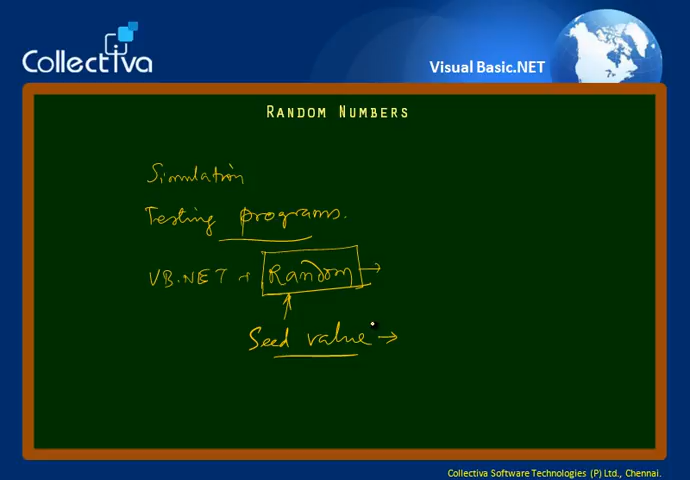 Collectiva
Visual Basic.NET
RANDOM NUMBERS
Simulation
Testing programs.
VB.NET → Random →
Seed value →
Collectiva Software Technologies (P) Ltd., Chennai.